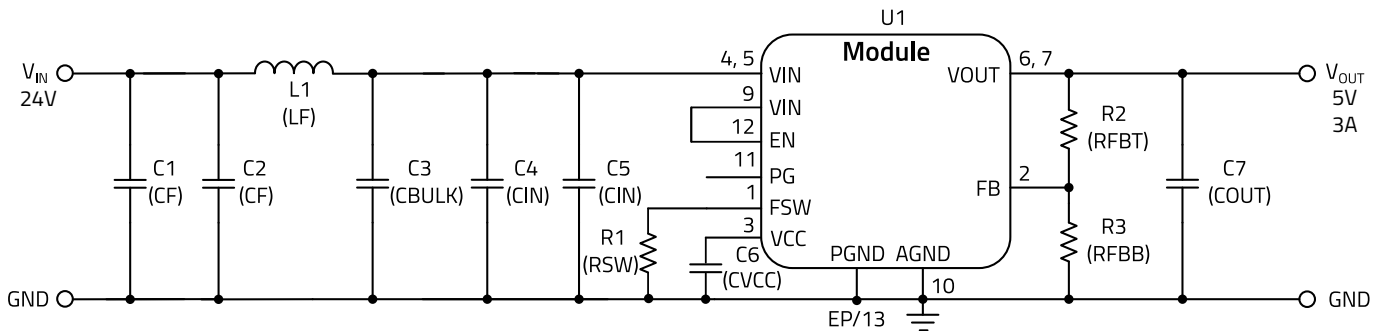 U1
Module
V_IN
24V
L1
(LF)
C1
(CF)
C2
(CF)
C3
(CBULK)
C4
(CIN)
C5
(CIN)
4, 5
VIN
9
VIN
12
EN
11
PG
1
FSW
3
VCC
R1
(RSW)
C6
(CVCC)
PGND
AGND
EP/13
10
VOUT
6, 7
FB
2
R2
(RFBT)
R3
(RFBB)
C7
(COUT)
V_OUT
5V
3A
GND
GND